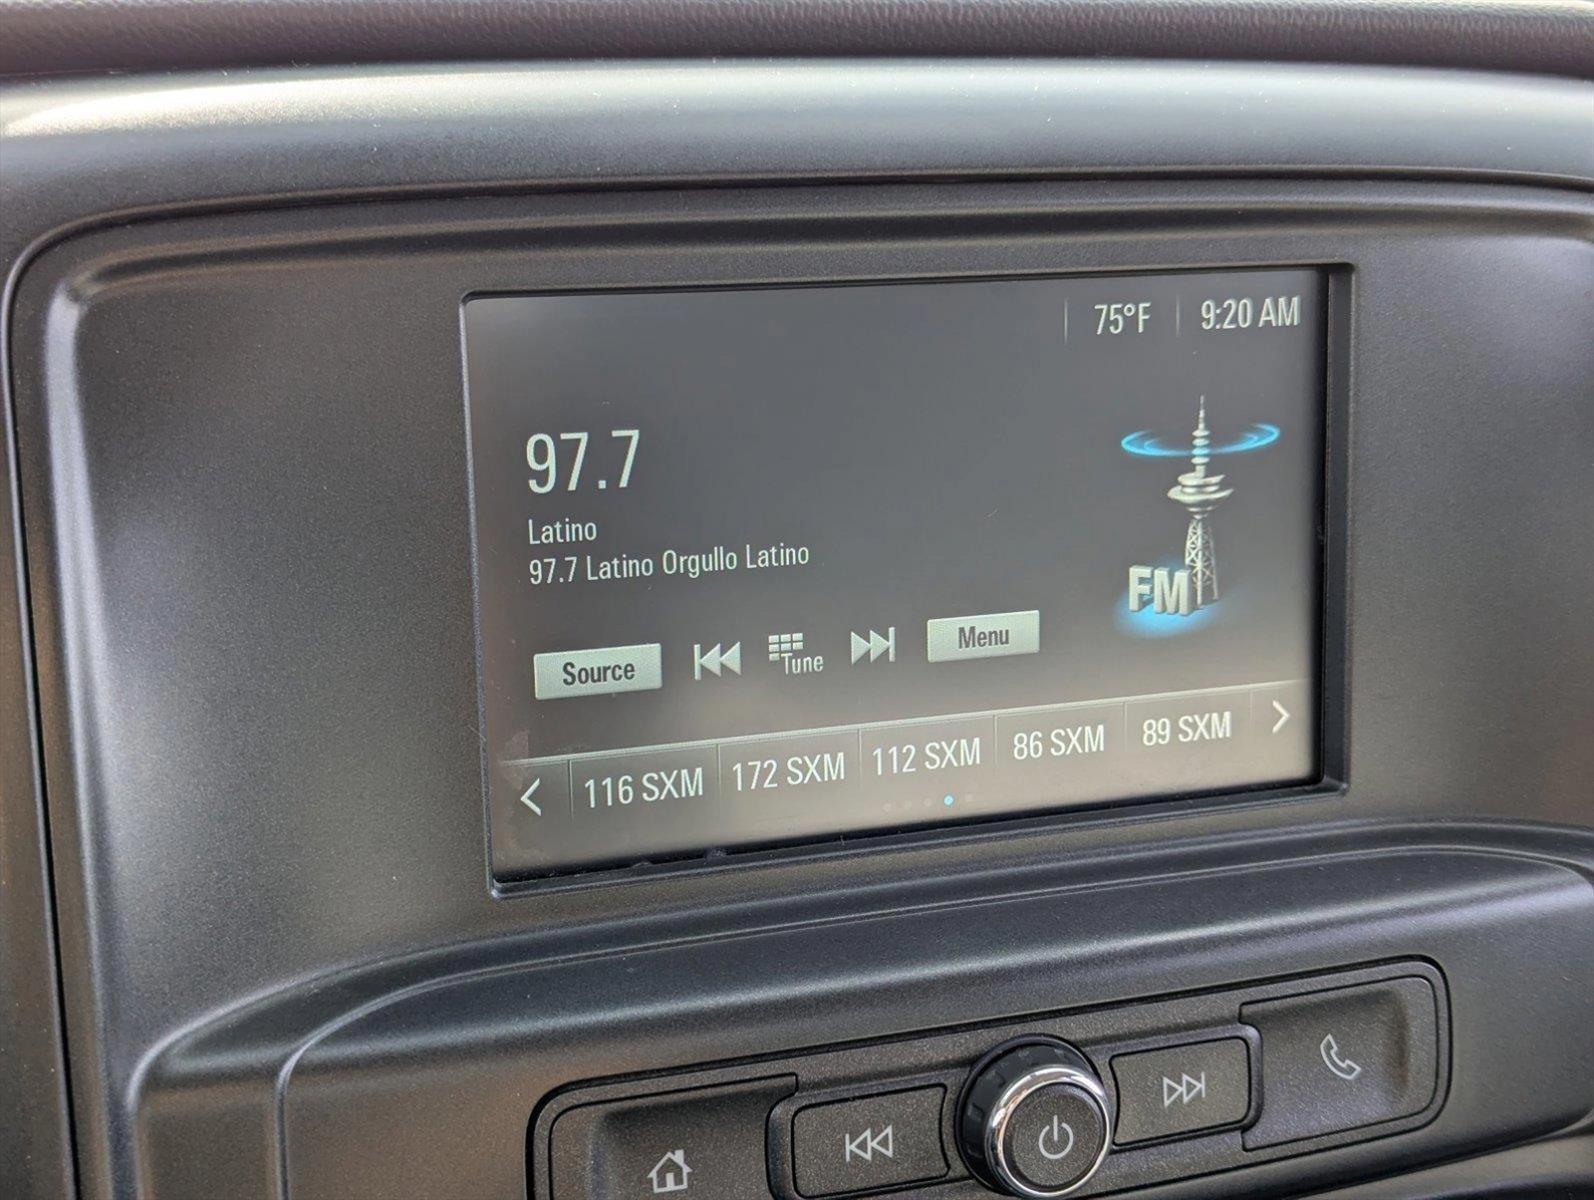 75°F 9:20 AM
97.7
Latino
97.7 Latino Orgullo Latino
FM
Source Tune Menu
116 SXM 172 SXM 112 SXM 86 SXM 89 SXM